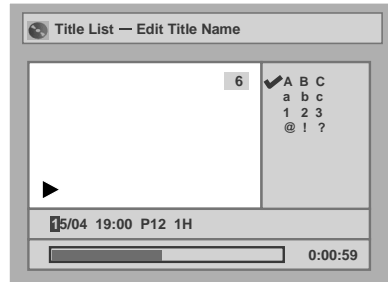 Title List — Edit Title Name
6
A B C
a b c
1 2 3
@ ! ?
15/04 19:00 P12 1H
0:00:59